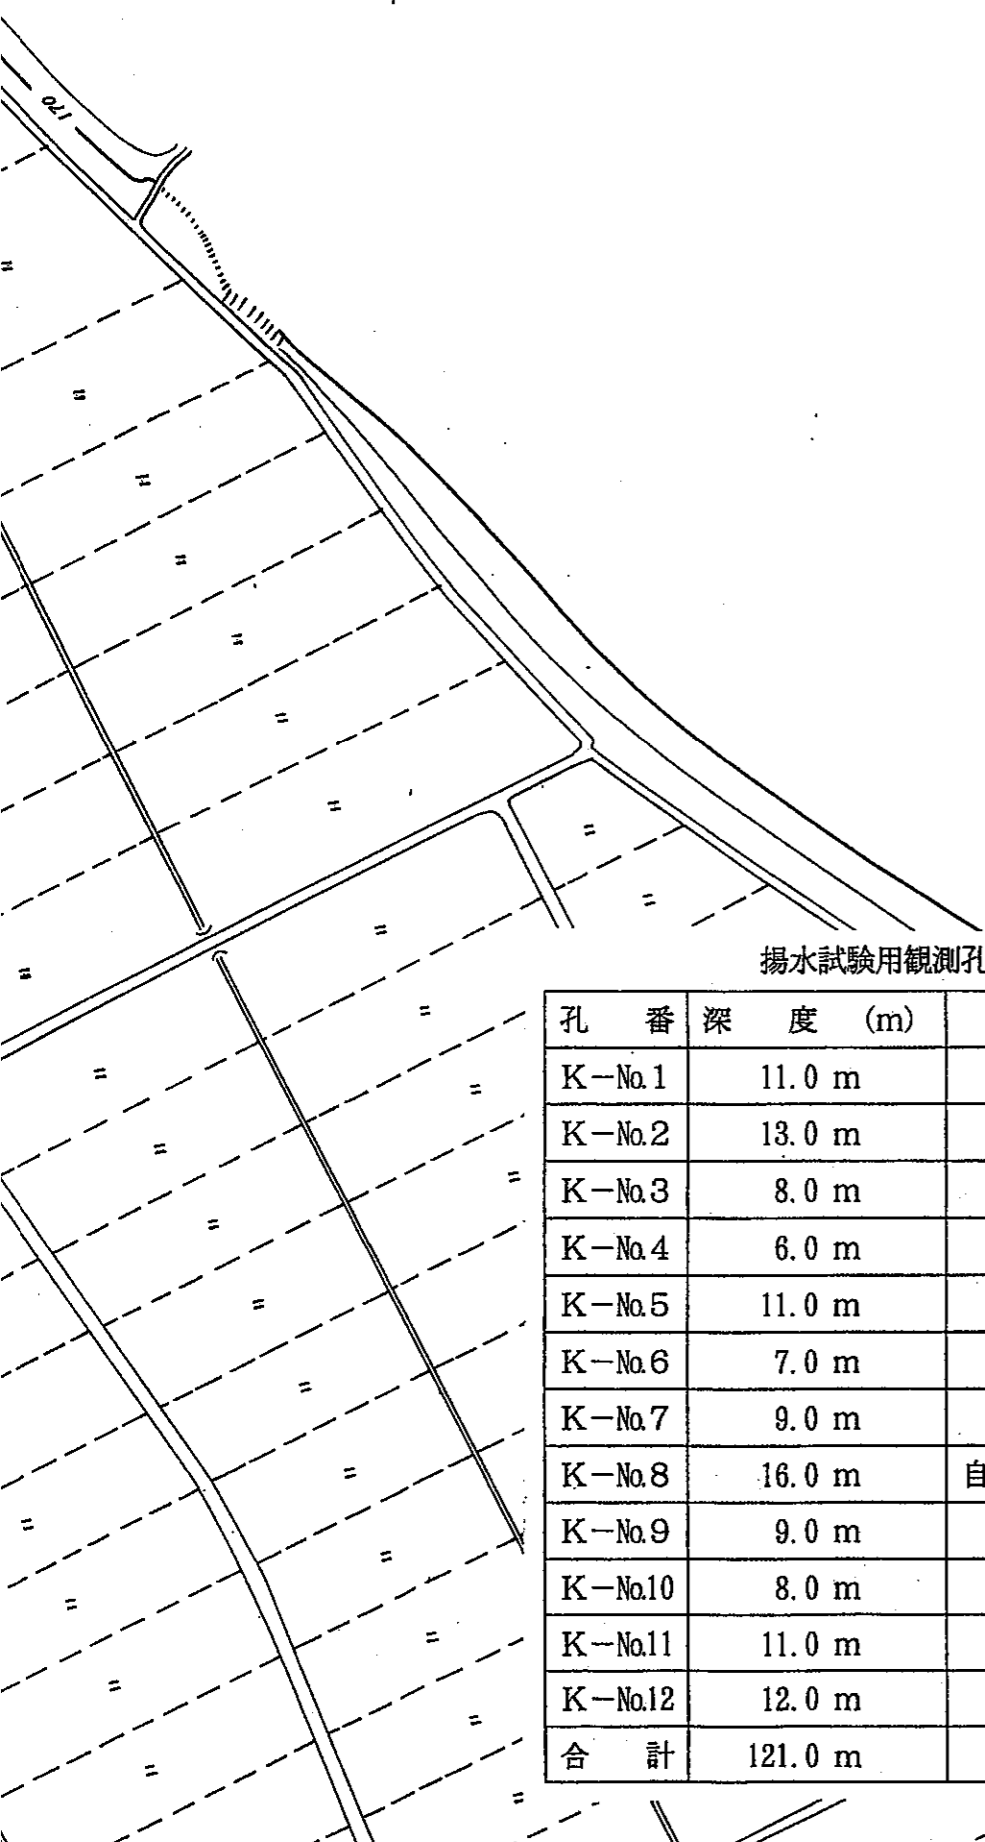 170
揚水試験用観測孔
孔 番 深 度 (m)
K－No.1 11.0 m
K－No.2 13.0 m
K－No.3 8.0 m
K－No.4 6.0 m
K－No.5 11.0 m
K－No.6 7.0 m
K－No.7 9.0 m
K－No.8 16.0 m 自
K－No.9 9.0 m
K－No.10 8.0 m
K－No.11 11.0 m
K－No.12 12.0 m
合 計 121.0 m